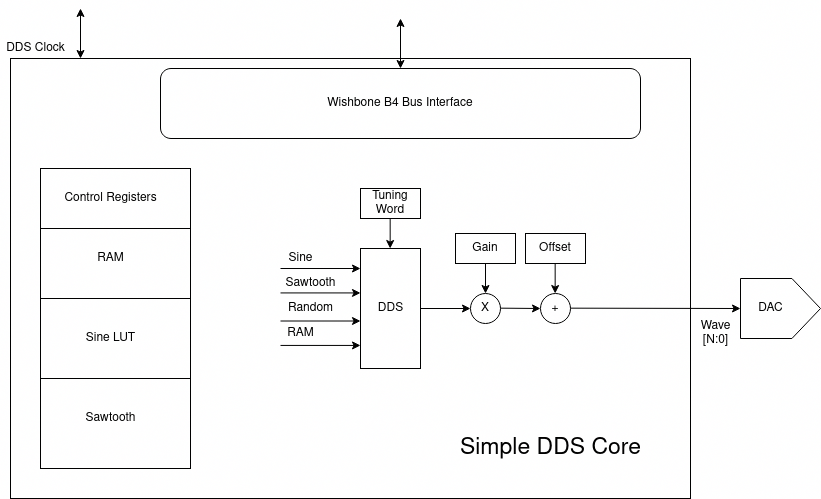 DDS Clock
Wishbone B4 Bus Interface
Control Registers
RAM
Sine LUT
Sawtooth
Tuning
Word
Sine
Sawtooth
Random
RAM
DDS
Gain
Offset
X
+
Wave
[N:0]
DAC
Simple DDS Core